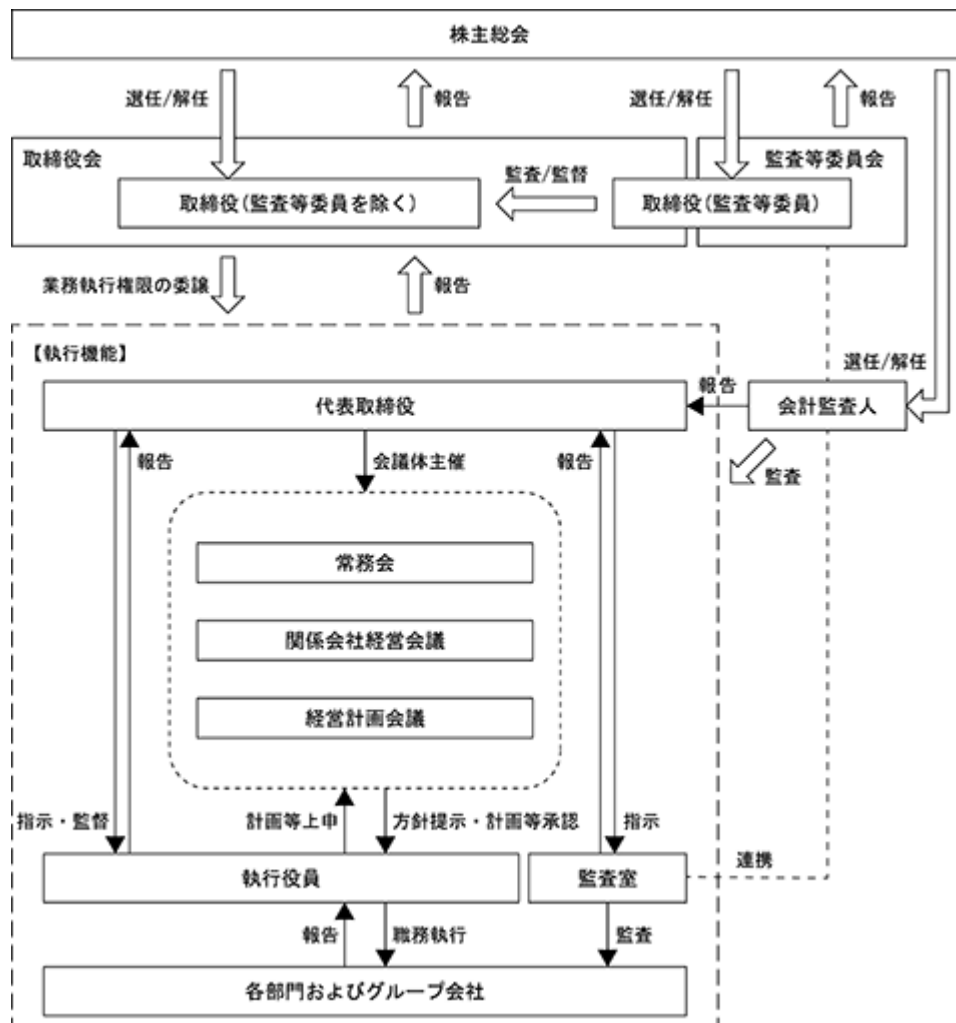 株主総会
選任/解任
報告
選任/解任
報告
取締役会
監査等委員会
監査/監督
取締役(監査等委員を除く)
取締役(監査等委員)
業務執行権限の委譲
報告
【執行機能】
選任/解任
報告
代表取締役
会計監査人
報告
会議体主催
報告
監査
常務会
関係会社経営会議
経営計画会議
指示・監督
計画等上申
方針提示・計画等承認
指示
連携
執行役員
監査室
報告
職務執行
監査
各部門およびグループ会社